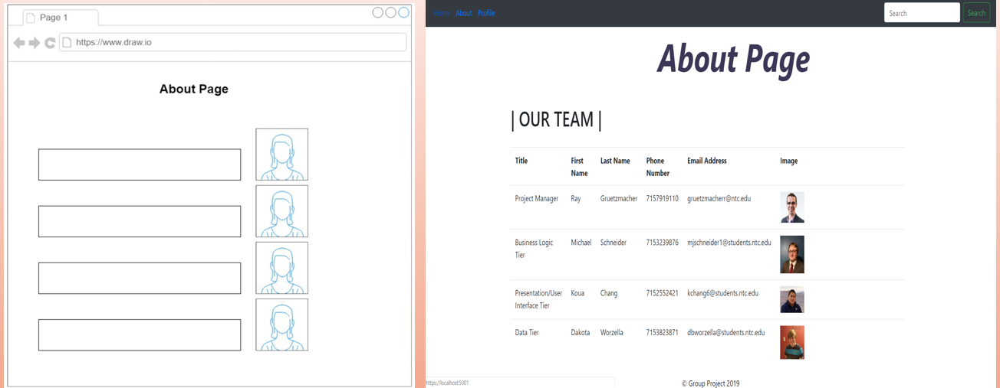 Page 1
https://www.draw.io
About Page
Home About Profile
Search Search
About Page
| OUR TEAM |
Title First Name Last Name Phone Number Email Address Image
Project Manager Ray Gruetzmacher 7157919110 gruetzmacherr@ntc.edu
Business Logic Tier Michael Schneider 7153239876 mjschneider1@students.ntc.edu
Presentation/User Interface Tier Koua Chang 7152552421 kchang6@students.ntc.edu
Data Tier Dakota Worzella 7153823871 dbworzella@students.ntc.edu
https://localhost:5001
© Group Project 2019